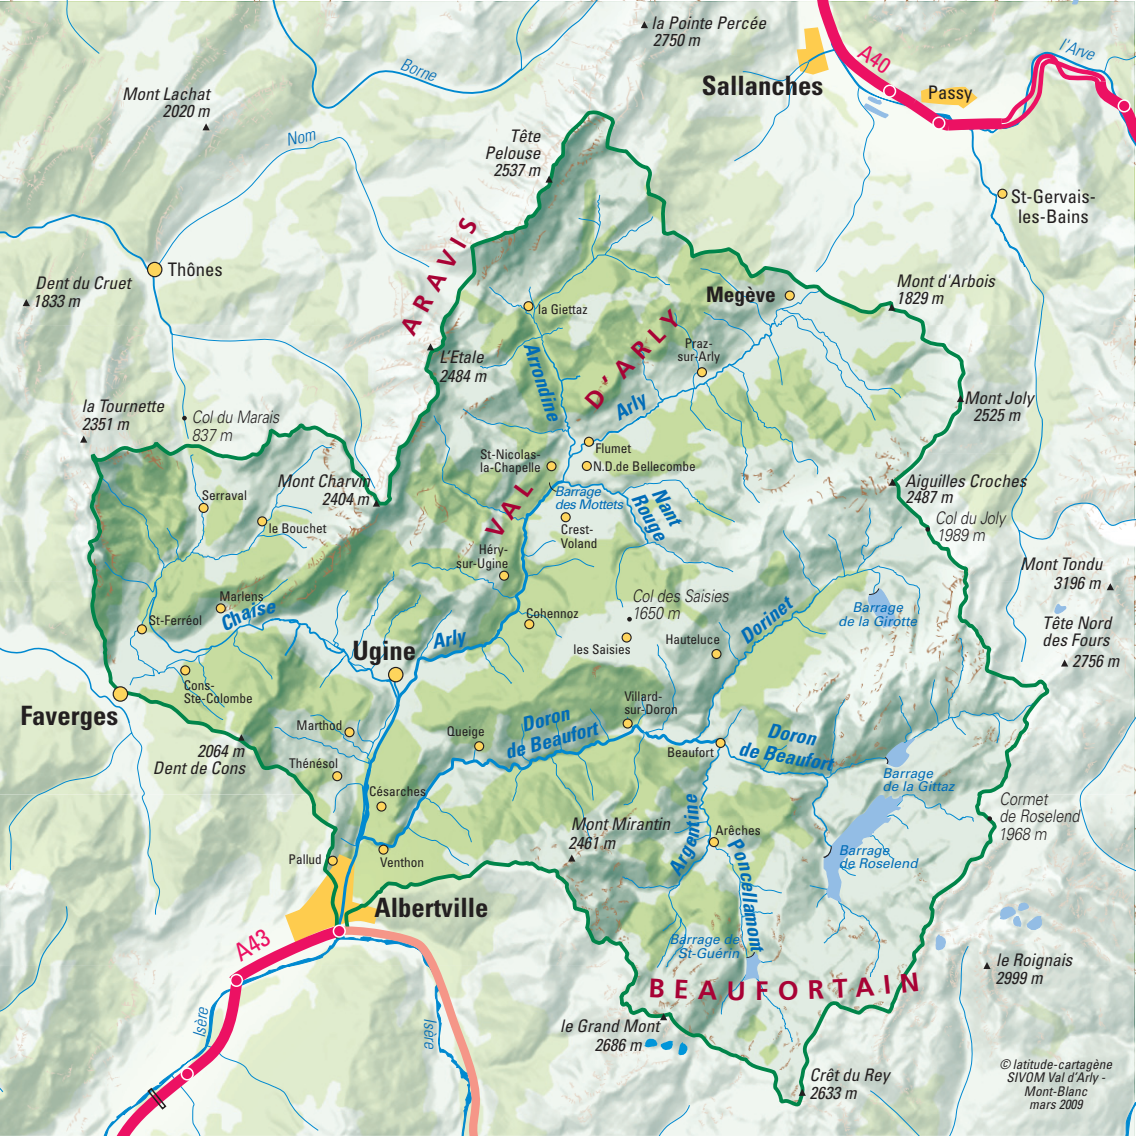 la Pointe Percée
2750 m
A40
l'Arve
Borne
Sallanches
Passy
Mont Lachat
2020 m
Nom
Tête
Pelouse
2537 m
St-Gervais-
les-Bains
ARAVIS
Thônes
Dent du Cruet
1833 m
Mont d'Arbois
1829 m
Megève
la Giettaz
D'ARLY
Praz-
sur-Arly
L'Etale
2484 m
Arrondine
Arly
Mont Joly
2525 m
la Tournette
2351 m
Col du Marais
837 m
Flumet
St-Nicolas-
la-Chapelle
N.D.de Bellecombe
Mont Charvin
2404 m
Aiguilles Croches
2487 m
Serraval
le Bouchet
VAL
Barrage
des Mottets
Nant
Rouge
Col du Joly
1989 m
Crest-
Voland
Héry-
sur-Ugine
Mont Tondu
3196 m
Marlens
Chaise
St-Ferréol
Col des Saisies
1650 m
Cohennoz
Dorinet
Barrage
de la Girotte
Tête Nord
des Fours
2756 m
Ugine
Arly
les Saisies
Hauteluce
Cons-
Ste-Colombe
Faverges
Villard-
sur-Doron
Marthod
Queige
Doron
de Beaufort
Beaufort
Doron
de Beaufort
2064 m
Dent de Cons
Thénésol
Barrage
de la Gittaz
Césarches
Cormet
de Roselend
1968 m
Mont Mirantin
2461 m
Argentine
Arêches
Poncellamont
Barrage
de Roselend
Pallud
Venthon
Albertville
A43
Barrage de
St-Guérin
le Roignais
2999 m
BEAUFORTAIN
Isère
Isère
le Grand Mont
2686 m
Crêt du Rey
2633 m
© latitude-cartagène
SIVOM Val d'Arly -
Mont-Blanc
mars 2009